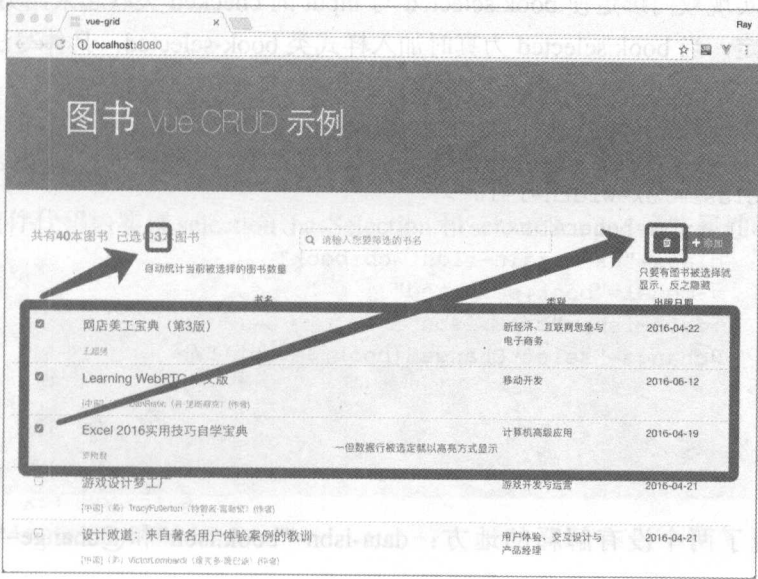 vue-grid
Ray
localhost:8080
图书 Vue CRUD 示例
共有40本图书 已选中3本图书
请输入您要筛选的书名
添加
自动统计当前被选择的图书数量
只要有图书被选择就
显示，反之隐藏
书名 类别 出版日期
网店美工宝典（第3版） 新经济、互联网思维与 2016-04-22
电子商务
Learning WebRTC 中文版 移动开发 2016-06-12
Excel 2016实用技巧自学宝典 计算机高级应用 2016-04-19
一但数据行被选定就以高亮方式显示
游戏设计梦工厂 游戏开发与运营 2016-04-21
设计败道：来自著名用户体验案例的教训 用户体验、交互设计与 2016-04-21
产品经理